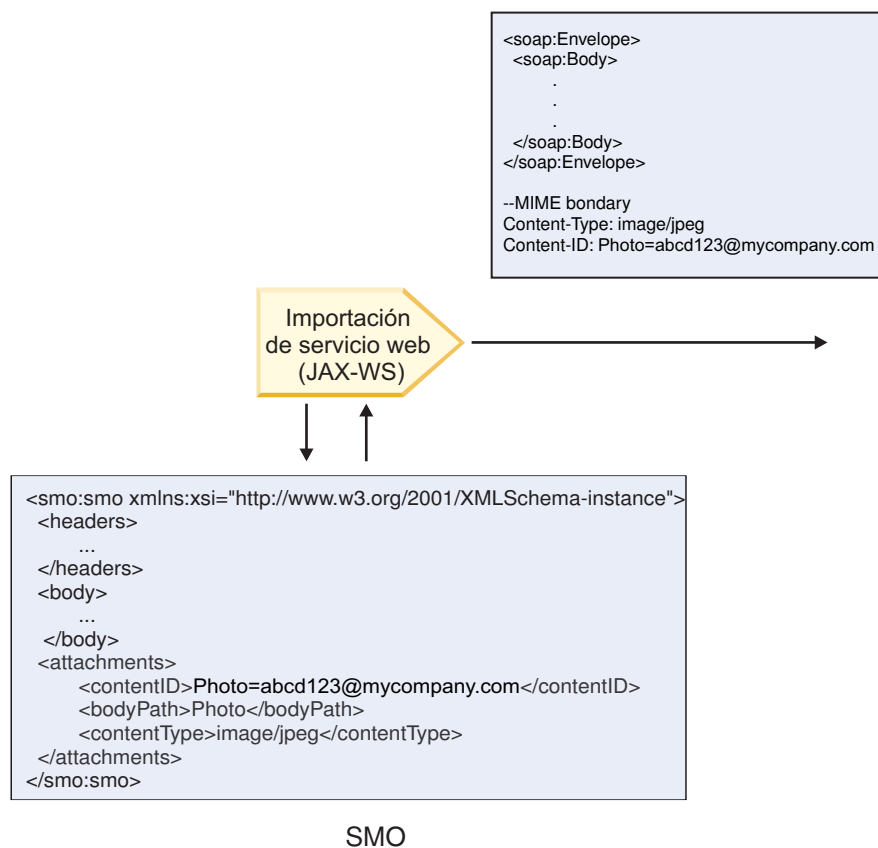 <soap:Envelope>
<soap:Body>
.
.
.
</soap:Body>
</soap:Envelope>
--MIME bondary
Content-Type: image/jpeg
Content-ID: Photo=abcd123@mycompany.com
Importación
de servicio web
(JAX-WS)
<smo:smo xmlns:xsi="http://www.w3.org/2001/XMLSchema-instance">
<headers>
...
</headers>
<body>
...
</body>
<attachments>
<contentID>Photo=abcd123@mycompany.com</contentID>
<bodyPath>Photo</bodyPath>
<contentType>image/jpeg</contentType>
</attachments>
</smo:smo>
SMO